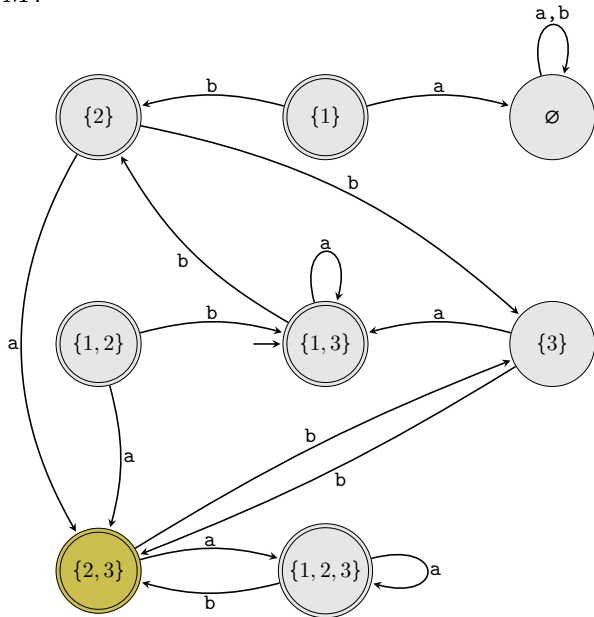 M:
a,b
b
a
{2}
{1}
∅
b
b
a
a
b
a
{1, 2}
{1, 3}
{3}
a
b
b
a
{2, 3}
{1, 2, 3}
a
b